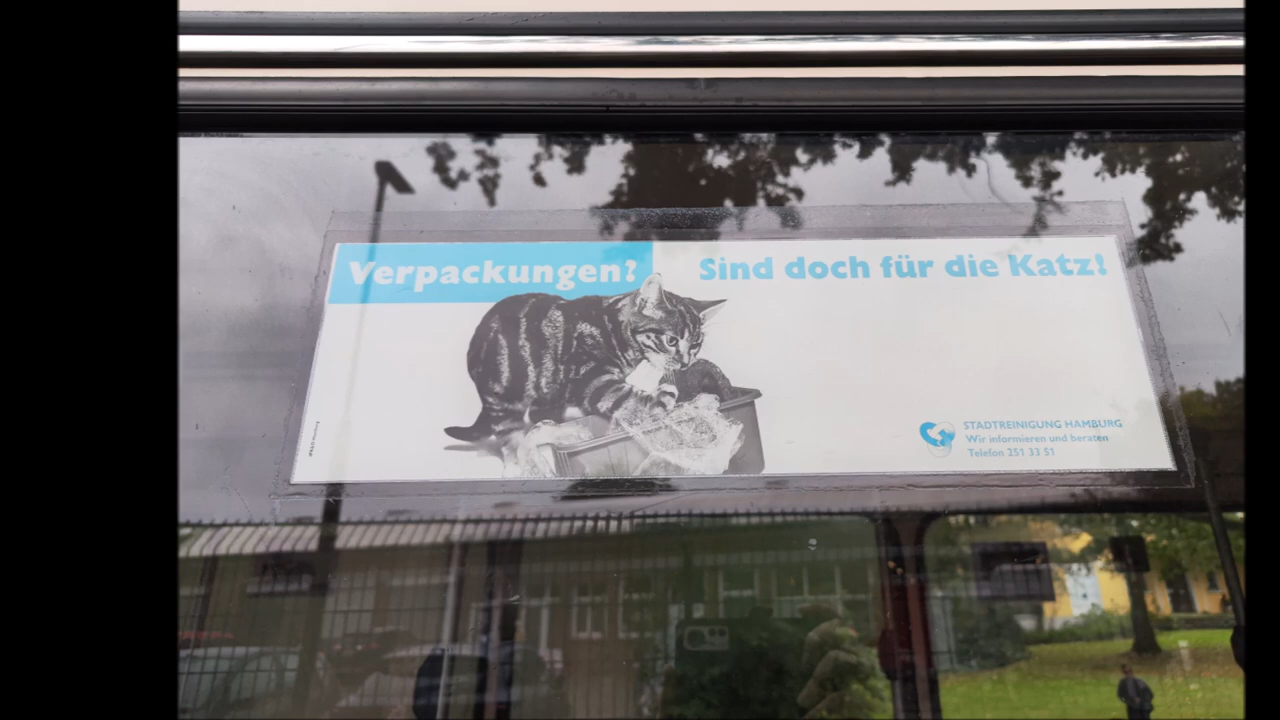 Verpackungen?
Sind doch für die Katz!
STADTREINIGUNG HAMBURG
Wir informieren und beraten
Telefon 251 33 51